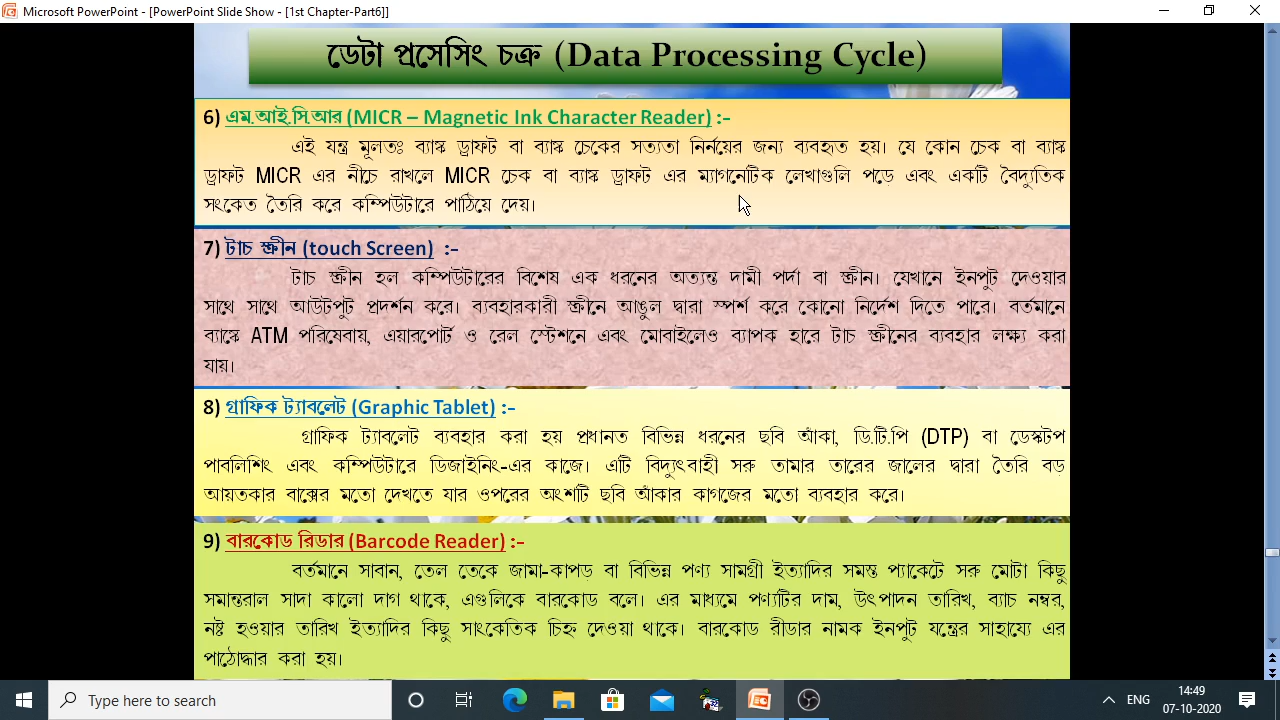 Microsoft PowerPoint - [PowerPoint Slide Show - [1st Chapter-Part6]]
ডেটা প্রসেসিং চক্র (Data Processing Cycle)
6) এম.আই.সি.আর (MICR – Magnetic Ink Character Reader) :-
এই যন্ত্র মূলতঃ ব্যাঙ্ক ড্রাফট বা ব্যাঙ্ক চেকের সত্যতা নির্নয়ের জন্য ব্যবহৃত হয়। যে কোন চেক বা ব্যাঙ্ক
ড্রাফট MICR এর নীচে রাখলে MICR চেক বা ব্যাঙ্ক ড্রাফট এর ম্যাগনেটিক লেখাগুলি পড়ে এবং একটি বৈদ্যুতিক
সংকেত তৈরি করে কম্পিউটারে পাঠিয়ে দেয়।
7) টাচ স্ক্রীন (touch Screen) :-
টাচ স্ক্রীন হল কম্পিউটারের বিশেষ এক ধরনের অত্যন্ত দামী পর্দা বা স্ক্রীন। যেখানে ইনপুট দেওয়ার
সাথে সাথে আউটপুট প্রদর্শন করে। ব্যবহারকারী স্ক্রীনে আঙুল দ্বারা স্পর্শ করে কোনো নির্দেশ দিতে পারে। বর্তমানে
ব্যাঙ্কে ATM পরিষেবায়, এয়ারপোর্ট ও রেল স্টেশনে এবং মোবাইলেও ব্যাপক হারে টাচ স্ক্রীনের ব্যবহার লক্ষ্য করা
যায়।
8) গ্রাফিক ট্যাবলেট (Graphic Tablet) :-
গ্রাফিক ট্যাবলেট ব্যবহার করা হয় প্রধানত বিভিন্ন ধরনের ছবি আঁকা, ডি.টি.পি (DTP) বা ডেস্কটপ
পাবলিশিং এবং কম্পিউটারে ডিজাইনিং-এর কাজে। এটি বিদ্যুৎবাহী সরু তামার তারের জালের দ্বারা তৈরি বড়
আয়তকার বাক্সের মতো দেখতে যার ওপরের অংশটি ছবি আঁকার কাগজের মতো ব্যবহার করে।
9) বারকোড রিডার (Barcode Reader) :-
বর্তমানে সাবান, তেল তেকে জামা-কাপড বা বিভিন্ন পণ্য সামগ্রী ইত্যাদির সমস্ত প্যাকেটে সরু মোটা কিছু
সমান্তরাল সাদা কালো দাগ থাকে, এগুলিকে বারকোড বলে। এর মাধ্যমে পণ্যটির দাম, উৎপাদন তারিখ, ব্যাচ নম্বর,
নষ্ট হওয়ার তারিখ ইত্যাদির কিছু সাংকেতিক চিহ্ন দেওয়া থাকে। বারকোড রীডার নামক ইনপুট যন্ত্রের সাহায্যে এর
পাঠোদ্ধার করা হয়।
Type here to search
ENG
14:49
07-10-2020